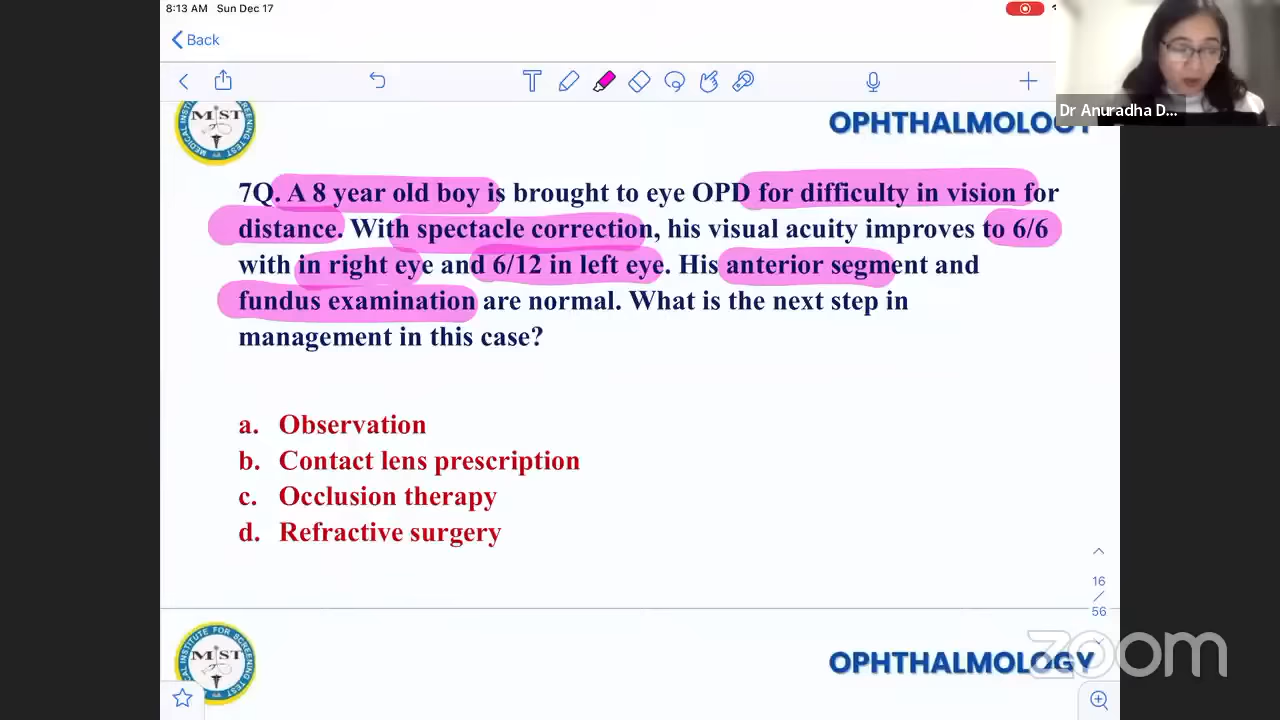 8:13 AM Sun Dec 17
Back
Dr Anuradha D...
MIST
OPHTHALMOLOGY
7Q. A 8 year old boy is brought to eye OPD for difficulty in vision for
distance. With spectacle correction, his visual acuity improves to 6/6
with in right eye and 6/12 in left eye. His anterior segment and
fundus examination are normal. What is the next step in
management in this case?
a. Observation
b. Contact lens prescription
c. Occlusion therapy
d. Refractive surgery
16
/
56
zoom
MIST
OPHTHALMOLOGY